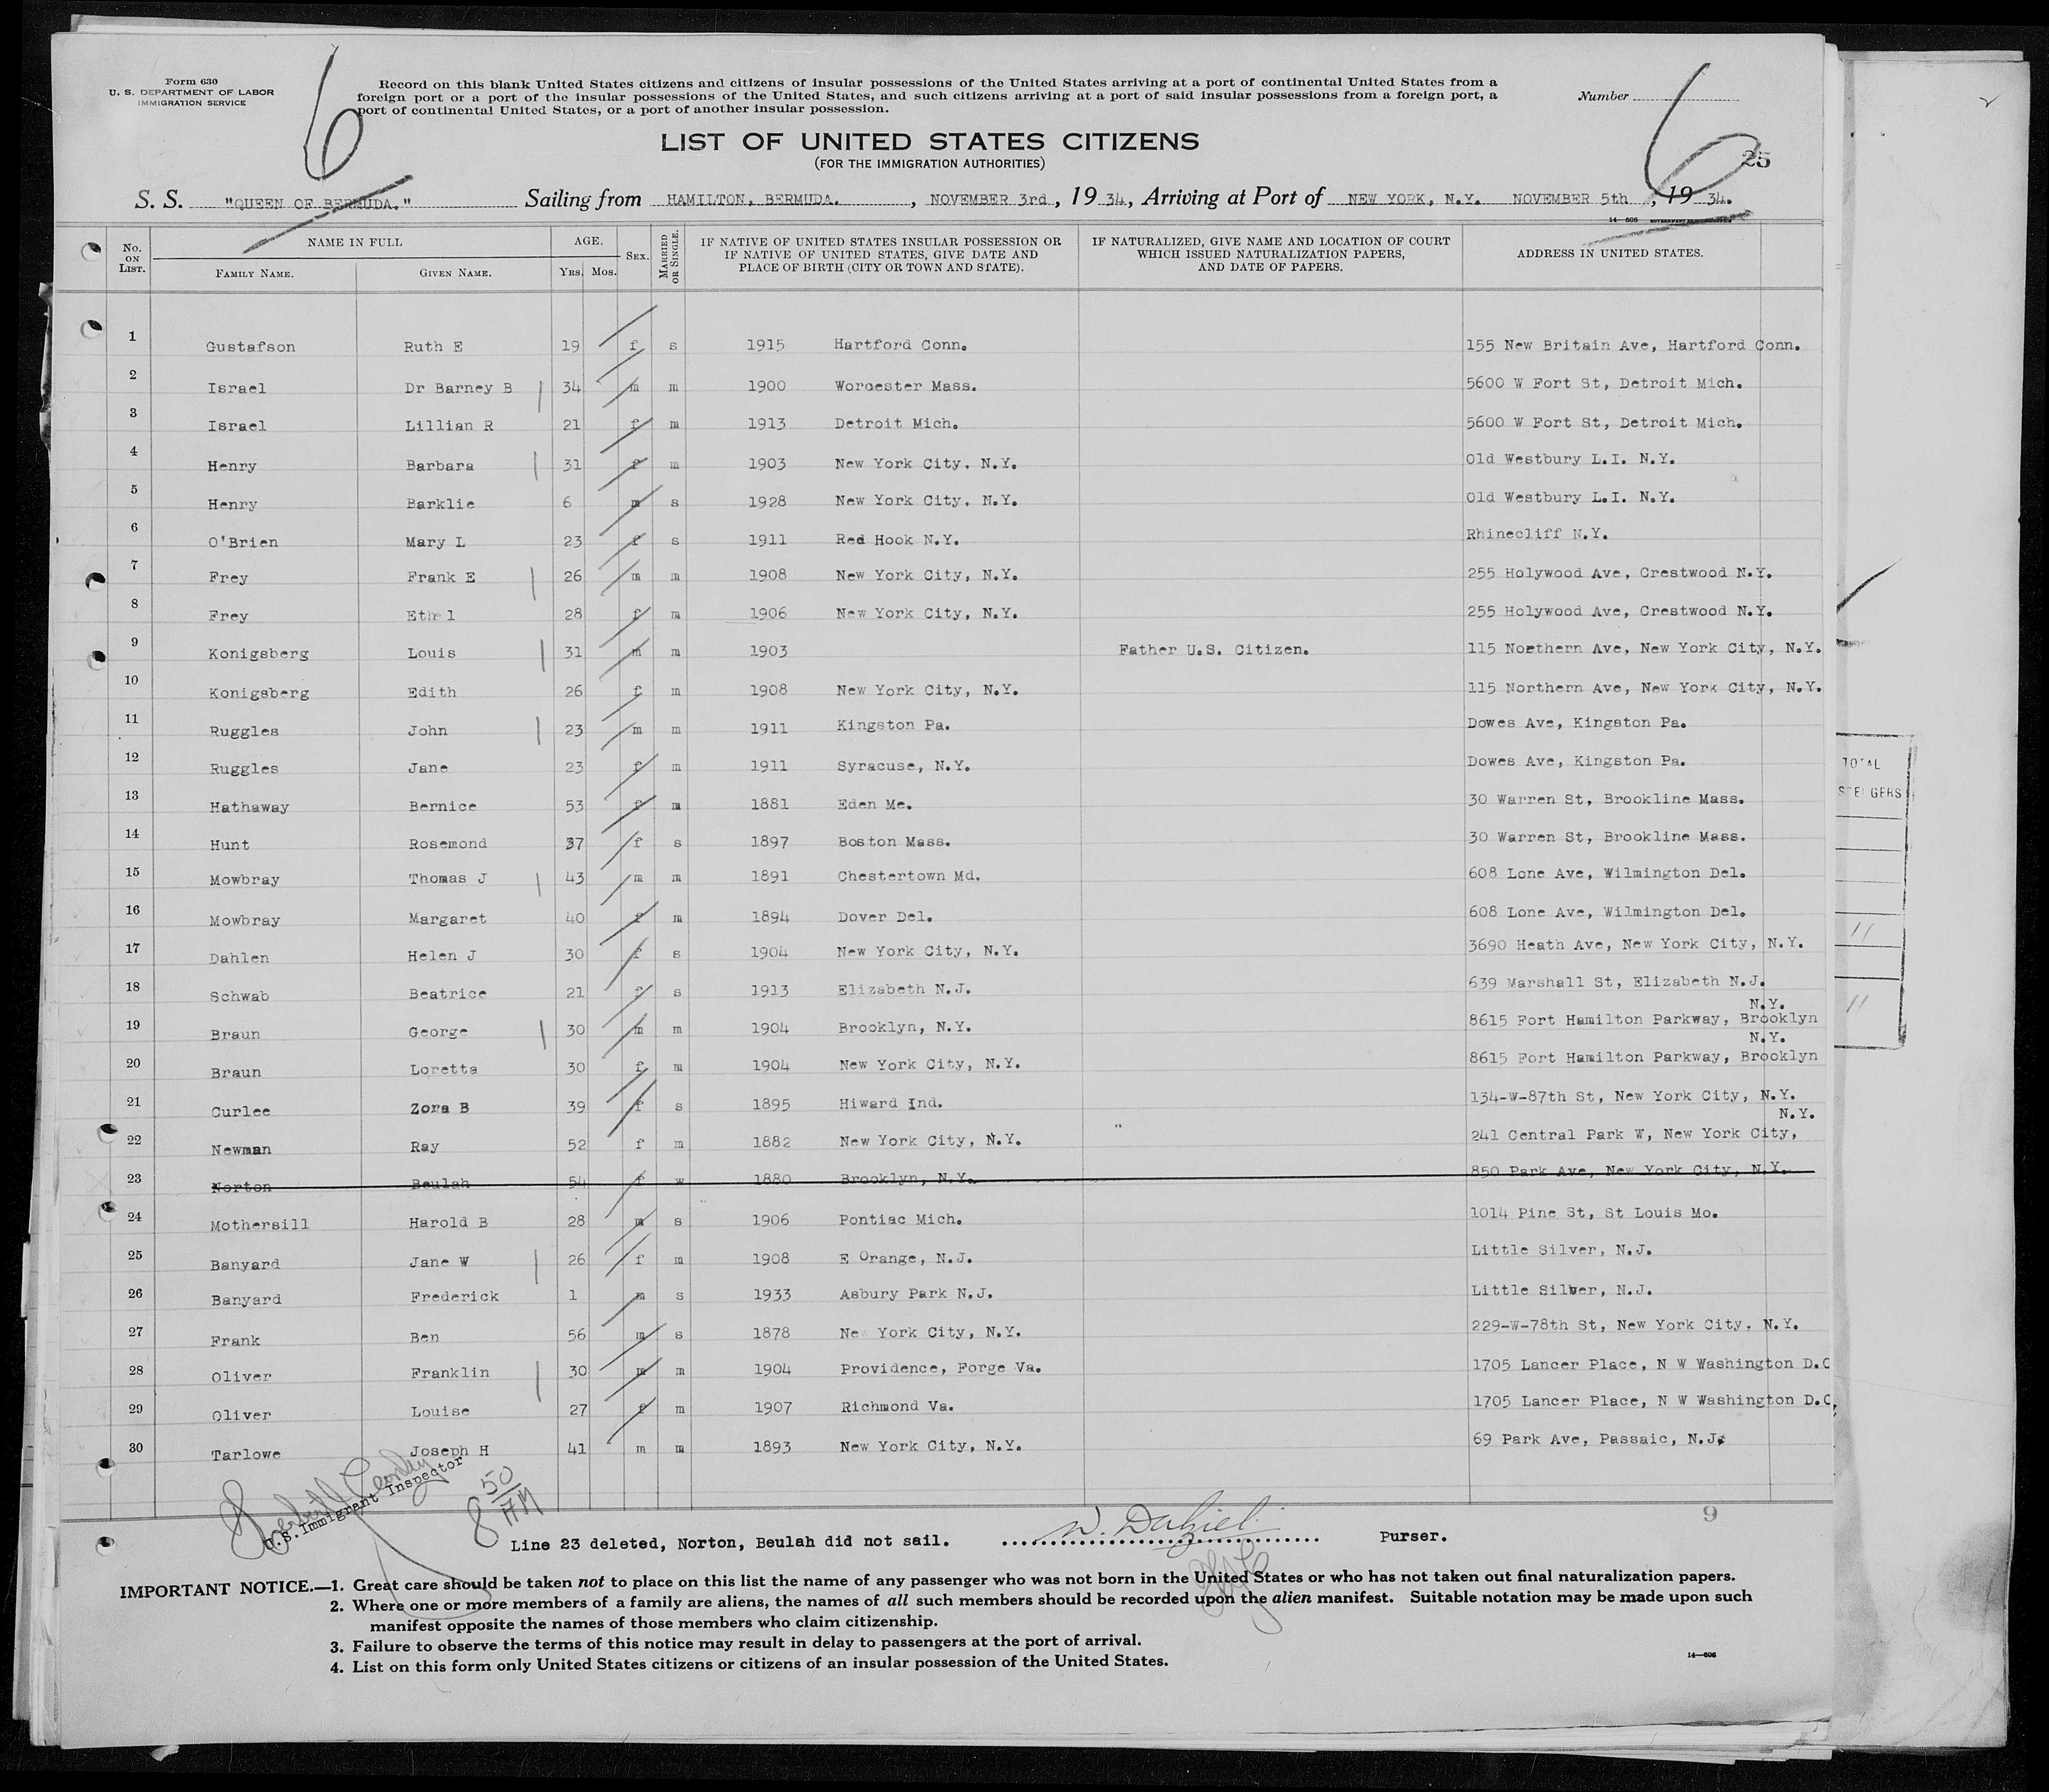 Form 630
U. S. DEPARTMENT OF LABOR
IMMIGRATION SERVICE
6
Record on this blank United States citizens and citizens of insular possessions of the United States arriving at a port of continental United States from a
foreign port or a port of the insular possessions of the United States, and such citizens arriving at a port of said insular possessions from a foreign port, a
port of continental United States, or a port of another insular possession.
Number
6
LIST OF UNITED STATES CITIZENS
(FOR THE IMMIGRATION AUTHORITIES)
25
S. S. "QUEEN OF BERMUDA." Sailing from HAMILTON, BERMUDA. , NOVEMBER 3rd, 19 34, Arriving at Port of NEW YORK, N.Y. NOVEMBER 5th , 19 34.
14—608 GOVERNMENT PRINTING OFFICE
No. ON LIST. NAME IN FULL FAMILY NAME. GIVEN NAME. AGE. Yrs. Mos. SEX. MARRIED OR SINGLE. IF NATIVE OF UNITED STATES INSULAR POSSESSION OR IF NATIVE OF UNITED STATES, GIVE DATE AND PLACE OF BIRTH (CITY OR TOWN AND STATE). IF NATURALIZED, GIVE NAME AND LOCATION OF COURT WHICH ISSUED NATURALIZATION PAPERS, AND DATE OF PAPERS. ADDRESS IN UNITED STATES.
1 Gustafson Ruth E 19 f s 1915 Hartford Conn. 155 New Britain Ave, Hartford Conn.
2 Israel Dr Barney B 34 m m 1900 Worcester Mass. 5600 W Fort St, Detroit Mich.
3 Israel Lillian R 21 f m 1913 Detroit Mich. 5600 W Fort St, Detroit Mich.
4 Henry Barbara 31 f m 1903 New York City, N.Y. Old Westbury L.I. N.Y.
5 Henry Barklie 6 m s 1928 New York City, N.Y. Old Westbury L.I. N.Y.
6 O'Brien Mary L 23 f s 1911 Red Hook N.Y. Rhinecliff N.Y.
7 Frey Frank E 26 m m 1908 New York City, N.Y. 255 Holywood Ave, Crestwood N.Y.
8 Frey Ethel 28 f m 1906 New York City, N.Y. 255 Holywood Ave, Crestwood N.Y.
9 Konigsberg Louis 31 m m 1903 Father U.S. Citizen. 115 Northern Ave, New York City, N.Y.
10 Konigsberg Edith 26 f m 1908 New York City, N.Y. 115 Northern Ave, New York City, N.Y.
11 Ruggles John 23 m m 1911 Kingston Pa. Dowes Ave, Kingston Pa.
12 Ruggles Jane 23 f m 1911 Syracuse, N.Y. Dowes Ave, Kingston Pa.
13 Hathaway Bernice 53 f m 1881 Eden Me. 30 Warren St, Brookline Mass.
14 Hunt Rosemond 37 f s 1897 Boston Mass. 30 Warren St, Brookline Mass.
15 Mowbray Thomas J 43 m m 1891 Chestertown Md. 608 Lone Ave, Wilmington Del.
16 Mowbray Margaret 40 f m 1894 Dover Del. 608 Lone Ave, Wilmington Del.
17 Dahlen Helen J 30 f s 1904 New York City, N.Y. 3690 Heath Ave, New York City, N.Y.
18 Schwab Beatrice 21 f s 1913 Elizabeth N.J. 639 Marshall St, Elizabeth N.J.
N.Y.
19 Braun George 30 m m 1904 Brooklyn, N.Y. 8615 Fort Hamilton Parkway, Brooklyn
N.Y.
20 Braun Loretta 30 f m 1904 New York City, N.Y. 8615 Fort Hamilton Parkway, Brooklyn
21 Curlee Zora B 39 f s 1895 Hiward Ind. 134-W-87th St, New York City, N.Y.
N.Y.
22 Newman Ray 52 f m 1882 New York City, N.Y. 241 Central Park W, New York City,
23 Norton Beulah 54 f w 1880 Brooklyn, N.Y. 850 Park Ave, New York City, N.Y.
24 Mothersill Harold B 28 m s 1906 Pontiac Mich. 1014 Pine St, St Louis Mo.
25 Banyard Jane W 26 f m 1908 E Orange, N.J. Little Silver, N.J.
26 Banyard Frederick 1 m s 1933 Asbury Park N.J. Little Silver, N.J.
27 Frank Ben 56 m s 1878 New York City, N.Y. 229-W-78th St, New York City, N.Y.
28 Oliver Franklin 30 m m 1904 Providence, Forge Va. 1705 Lancer Place, N W Washington D.C
29 Oliver Louise 27 f m 1907 Richmond Va. 1705 Lancer Place, N W Washington D.C,
30 Tarlowe Joseph H 41 m m 1893 New York City, N.Y. 69 Park Ave, Passaic, N.J.
TOTAL
11
11
U.S. Immigrant Inspector
8 50 AM
9
Line 23 deleted, Norton, Beulah did not sail. W. Dalziel Purser.
IMPORTANT NOTICE.—1. Great care should be taken not to place on this list the name of any passenger who was not born in the United States or who has not taken out final naturalization papers.
2. Where one or more members of a family are aliens, the names of all such members should be recorded upon the alien manifest. Suitable notation may be made upon such
manifest opposite the names of those members who claim citizenship.
3. Failure to observe the terms of this notice may result in delay to passengers at the port of arrival.
4. List on this form only United States citizens or citizens of an insular possession of the United States.
14—608